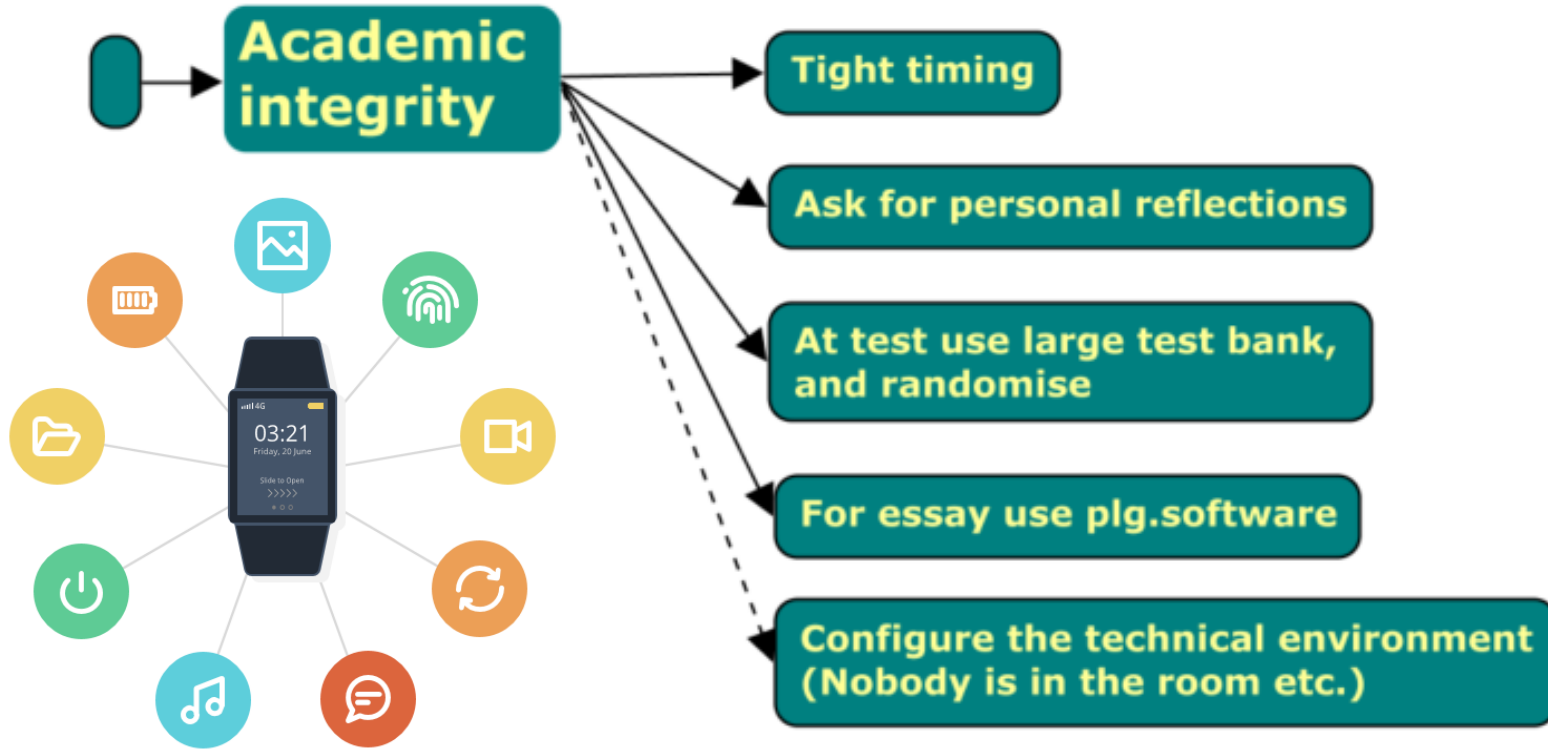 Academic
integrity
Tight timing
Ask for personal reflections
At test use large test bank,
and randomise
For essay use plg.software
Configure the technical environment
(Nobody is in the room etc.)
4G
03:21
Friday, 20 June
Slide to Open
>>>>>